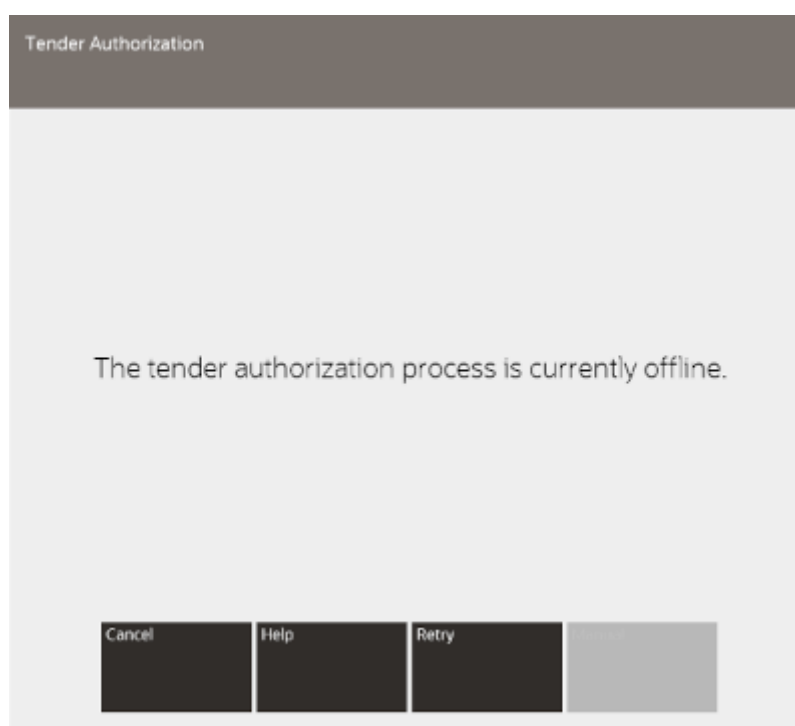 Tender Authorization
The tender authorization process is currently offline.
Cancel
Help
Retry